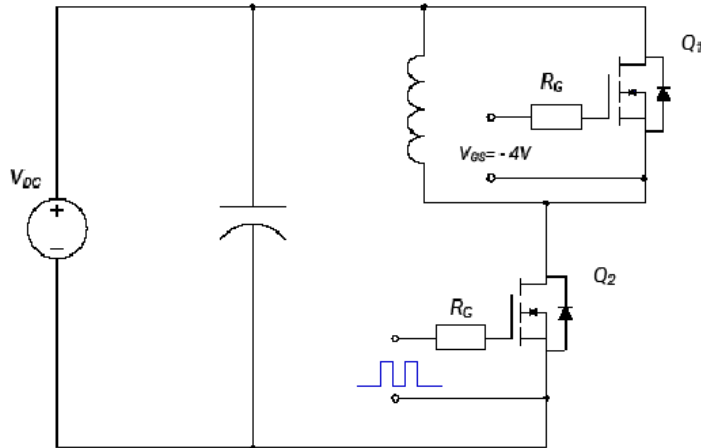 Q1
RG
VGS= - 4V
VDC
+
−
Q2
RG